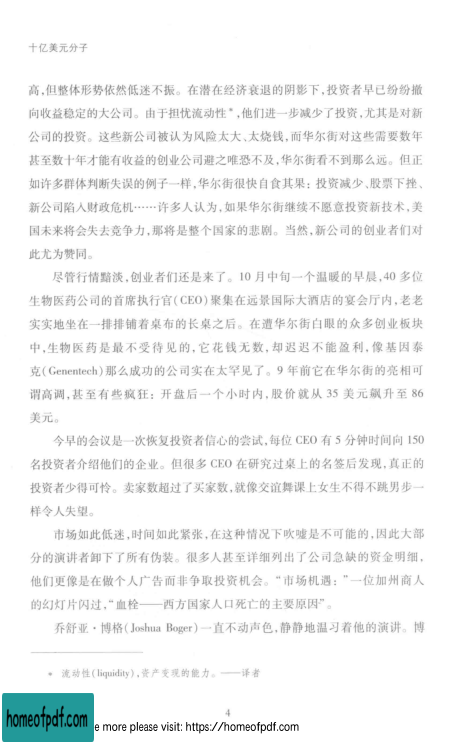 十亿美元分子
高,但整体形势依然低迷不振。在潜在经济衰退的阴影下,投资者早已纷纷撤
向收益稳定的大公司。由于担忧流动性*,他们进一步减少了投资,尤其是对新
公司的投资。这些新公司被认为风险太大、太烧钱,而华尔街对这些需要数年
甚至数十年才能有收益的创业公司避之唯恐不及,华尔街看不到那么远。但正
如许多群体判断失误的例子一样,华尔街很快自食其果:投资减少、股票下挫、
新公司陷入财政危机……许多人认为,如果华尔街继续不愿意投资新技术,美
国未来将会失去竞争力,那将是整个国家的悲剧。当然,新公司的创业者们对
此尤为赞同。
尽管行情黯淡,创业者们还是来了。10 月中旬一个温暖的早晨,40 多位
生物医药公司的首席执行官(CEO)聚集在远景国际大酒店的宴会厅内,老老
实实地坐在一排排铺着桌布的长桌之后。在遭华尔街白眼的众多创业板块
中,生物医药是最不受待见的,它花钱无数,却迟迟不能盈利,像基因泰
克(Genentech)那么成功的公司实在太罕见了。9 年前它在华尔街的亮相可
谓高调,甚至有些疯狂:开盘后一个小时内,股价就从 35 美元飙升至 86
美元。
今早的会议是一次恢复投资者信心的尝试,每位 CEO 有 5 分钟时间向 150
名投资者介绍他们的企业。但很多 CEO 在研究过桌上的名签后发现,真正的
投资者少得可怜。卖家数超过了买家数,就像交谊舞课上女生不得不跳男步一
样令人失望。
市场如此低迷,时间如此紧张,在这种情况下吹嘘是不可能的,因此大部
分的演讲者卸下了所有伪装。很多人甚至详细列出了公司急缺的资金明细,
他们更像是在做个人广告而非争取投资机会。“市场机遇:”一位加州商人
的幻灯片闪过,“血栓——西方国家人口死亡的主要原因”。
乔舒亚·博格(Joshua Boger)一直不动声色,静静地温习着他的演讲。博
* 流动性(liquidity),资产变现的能力。——译者
4
homeofpdf.com
e more please visit: https://homeofpdf.com